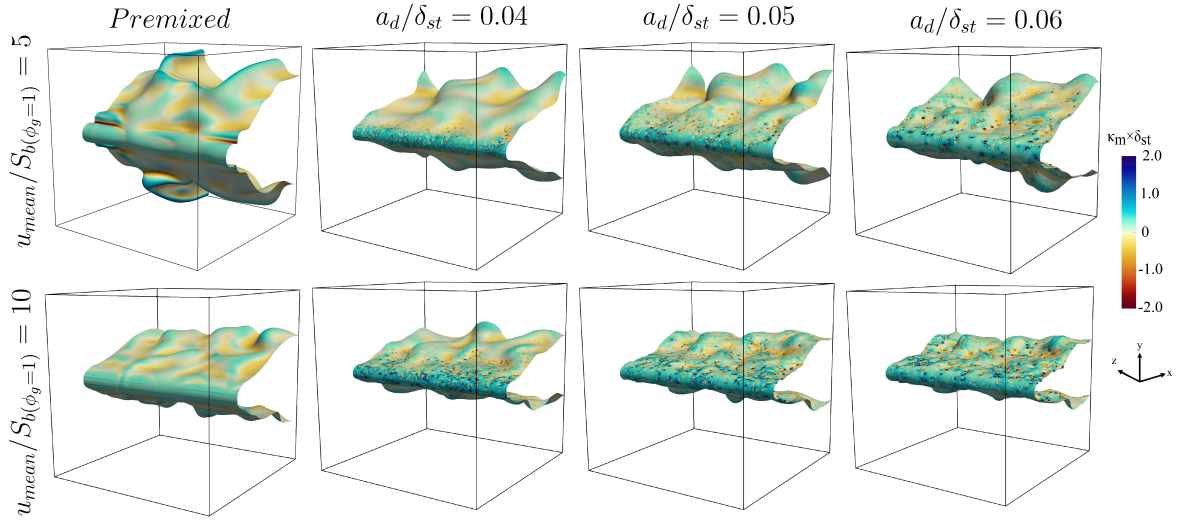 Premixed
a_d/δ_st = 0.04
a_d/δ_st = 0.05
a_d/δ_st = 0.06
u_mean/S_b(ϕ_g=1) = 5
κ_m×δ_st
2.0
1.0
0
-1.0
-2.0
u_mean/S_b(ϕ_g=1) = 10
y
z
x